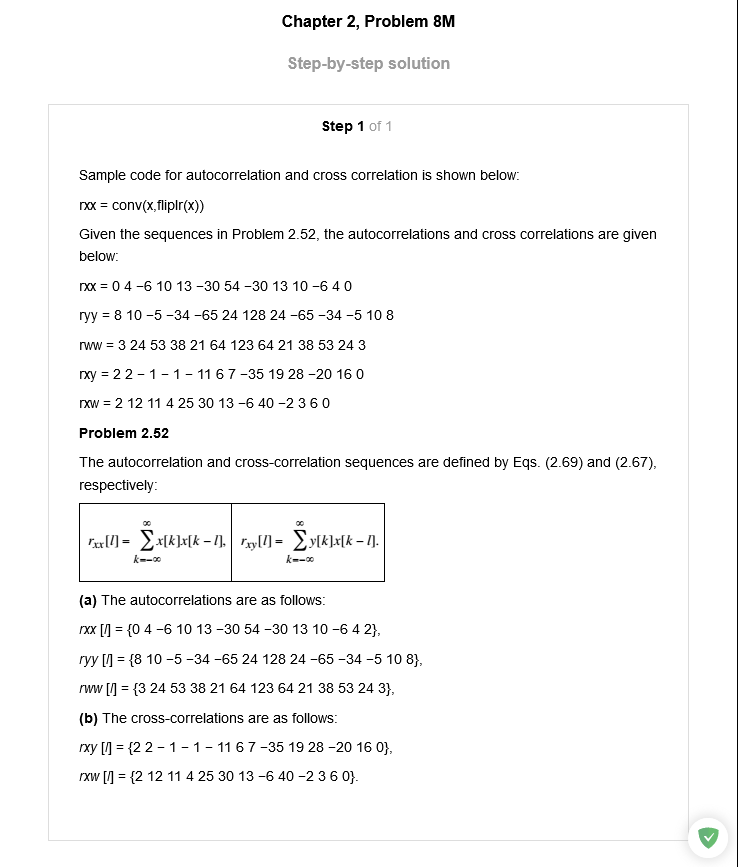 Chapter 2, Problem 8M
Step-by-step solution
Step 1 of 1
Sample code for autocorrelation and cross correlation is shown below:
rxx = conv(x,fliplr(x))
Given the sequences in Problem 2.52, the autocorrelations and cross correlations are given
below:
rxx = 0 4 −6 10 13 −30 54 −30 13 10 −6 4 0
ryy = 8 10 −5 −34 −65 24 128 24 −65 −34 −5 10 8
rww = 3 24 53 38 21 64 123 64 21 38 53 24 3
rxy = 2 2 − 1 − 1 − 11 6 7 −35 19 28 −20 16 0
rxw = 2 12 11 4 25 30 13 −6 40 −2 3 6 0
Problem 2.52
The autocorrelation and cross-correlation sequences are defined by Eqs. (2.69) and (2.67),
respectively:
r_xx[l] = ∑_{k=−∞}^{∞} x[k]x[k − l], r_xy[l] = ∑_{k=−∞}^{∞} y[k]x[k − l].
(a) The autocorrelations are as follows:
rxx [l] = {0 4 −6 10 13 −30 54 −30 13 10 −6 4 2},
ryy [l] = {8 10 −5 −34 −65 24 128 24 −65 −34 −5 10 8},
rww [l] = {3 24 53 38 21 64 123 64 21 38 53 24 3},
(b) The cross-correlations are as follows:
rxy [l] = {2 2 − 1 − 1 − 11 6 7 −35 19 28 −20 16 0},
rxw [l] = {2 12 11 4 25 30 13 −6 40 −2 3 6 0}.